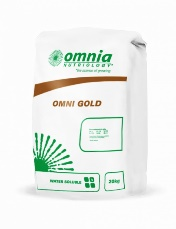 omnia
NUTRIOLOGY®
The science of growing
OMNI GOLD
WATER SOLUBLE
25kg